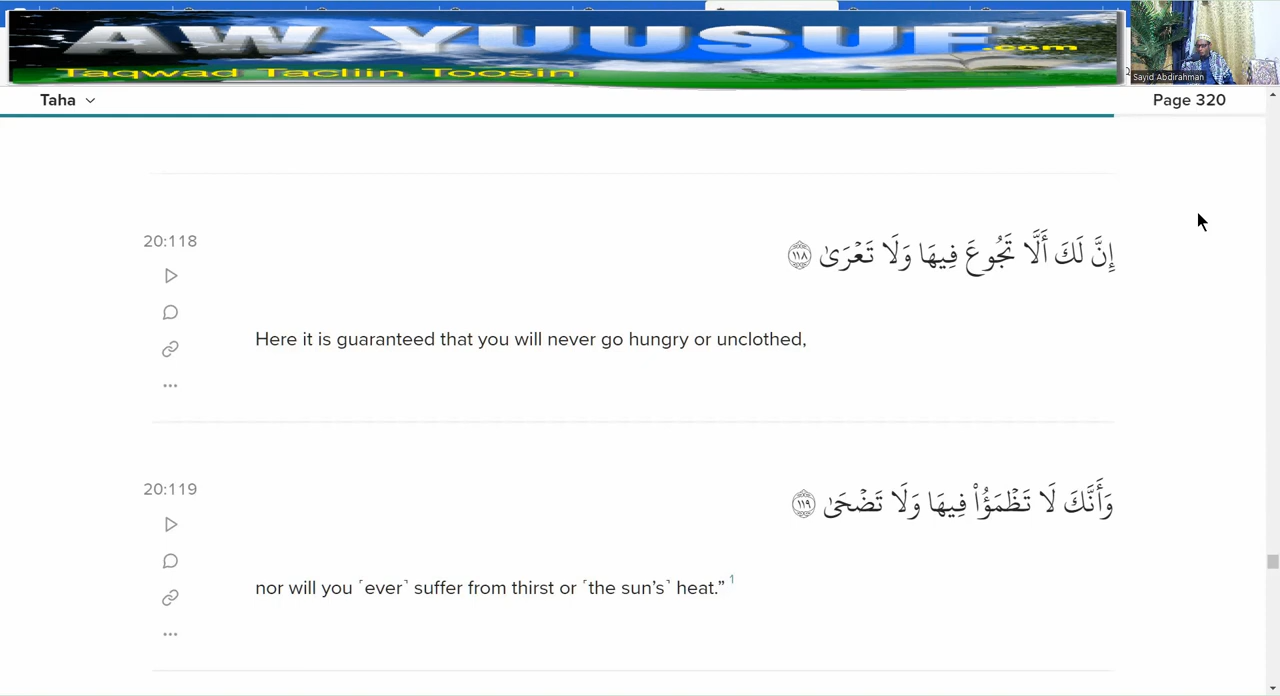 AW YUUSUF.com
Taqwad Tacliin Toosin
Sayid Abdirahman
Taha
Page 320
20:118
إِنَّ لَكَ أَلَّا تَجُوعَ فِيهَا وَلَا تَعْرَىٰ ١١٨
Here it is guaranteed that you will never go hungry or unclothed,
20:119
وَأَنَّكَ لَا تَظْمَؤُا۟ فِيهَا وَلَا تَضْحَىٰ ١١٩
nor will you ˹ever˺ suffer from thirst or ˹the sun’s˺ heat.” 1